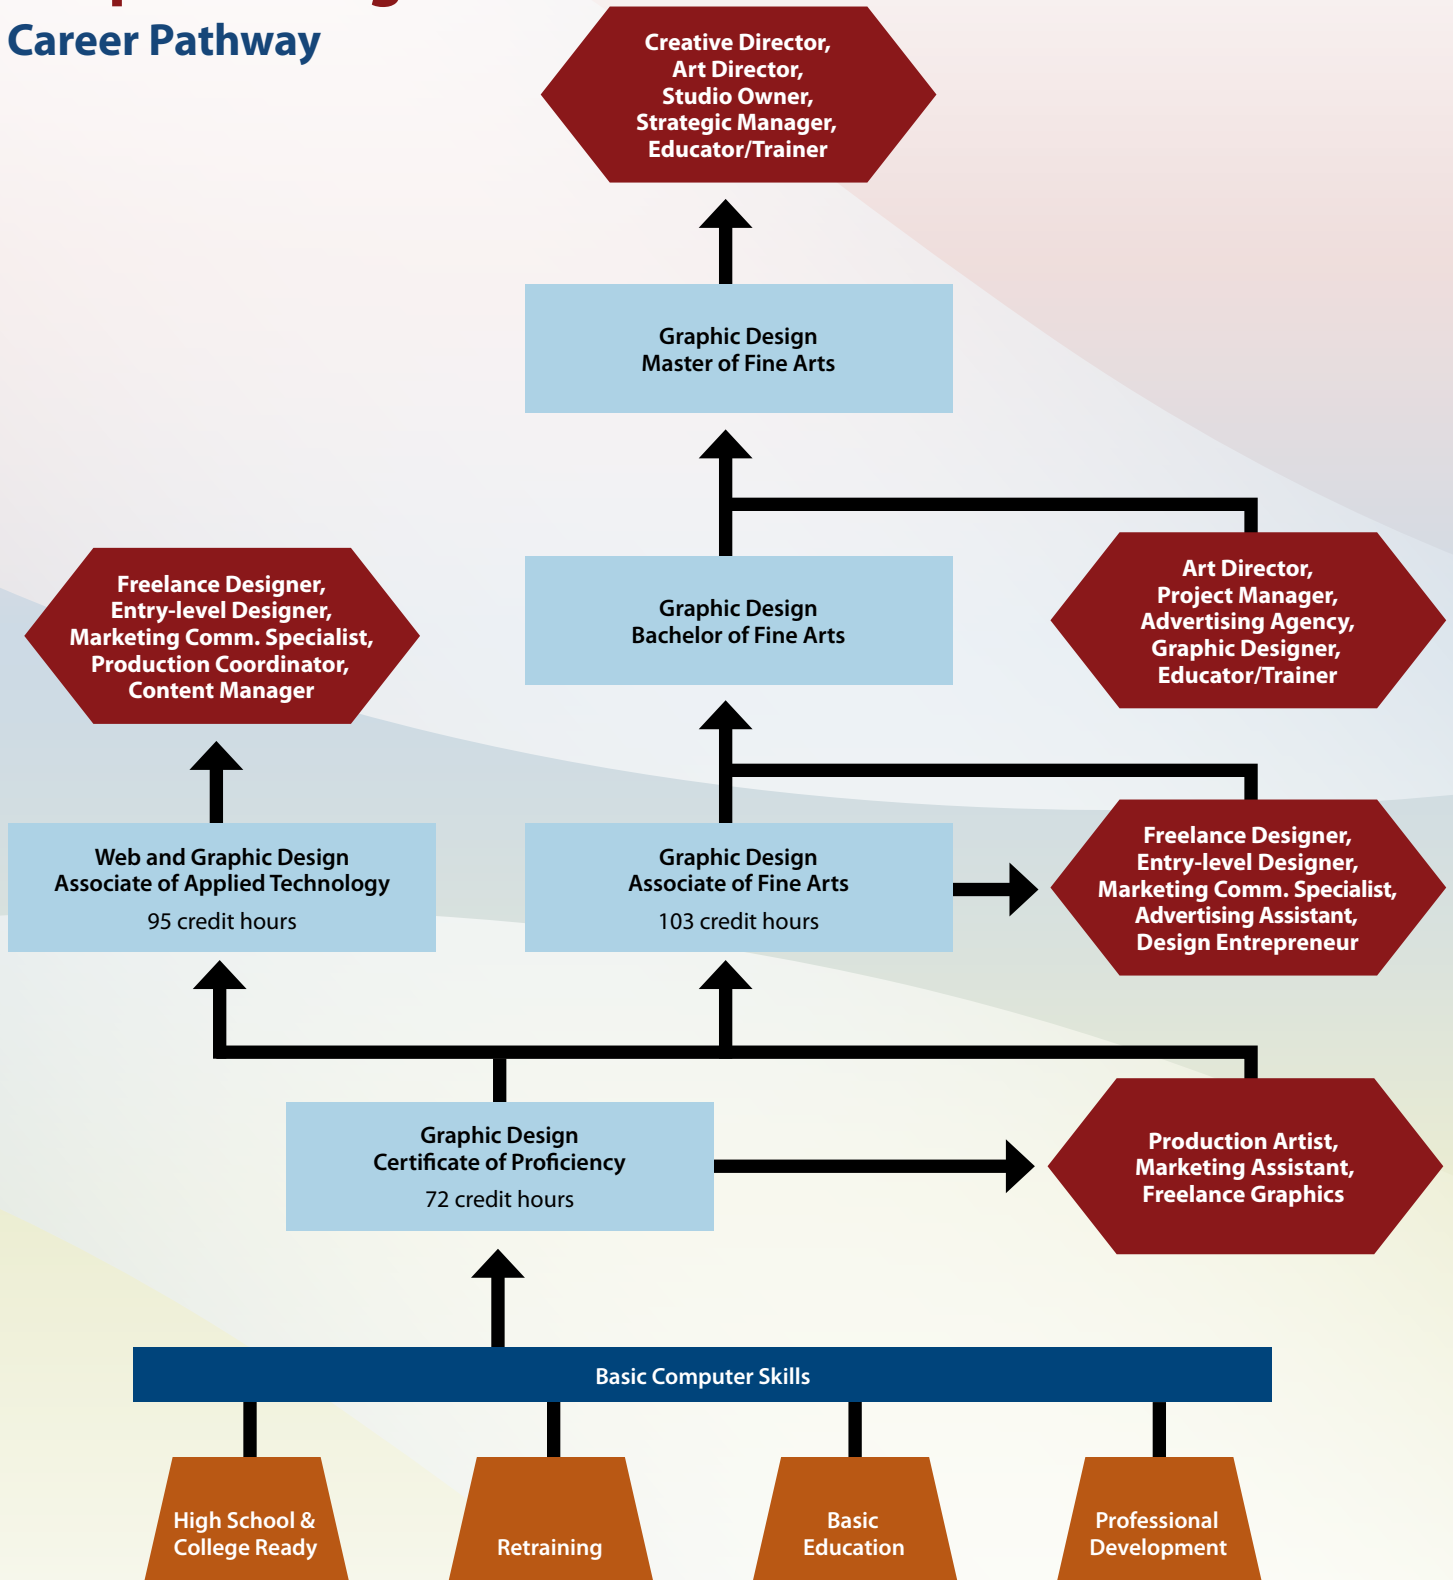 Career Pathway
Creative Director,
Art Director,
Studio Owner,
Strategic Manager,
Educator/Trainer
Graphic Design
Master of Fine Arts
Graphic Design
Bachelor of Fine Arts
Art Director,
Project Manager,
Advertising Agency,
Graphic Designer,
Educator/Trainer
Freelance Designer,
Entry-level Designer,
Marketing Comm. Specialist,
Production Coordinator,
Content Manager
Web and Graphic Design
Associate of Applied Technology
95 credit hours
Graphic Design
Associate of Fine Arts
103 credit hours
Freelance Designer,
Entry-level Designer,
Marketing Comm. Specialist,
Advertising Assistant,
Design Entrepreneur
Graphic Design
Certificate of Proficiency
72 credit hours
Production Artist,
Marketing Assistant,
Freelance Graphics
Basic Computer Skills
High School &
College Ready
Retraining
Basic
Education
Professional
Development